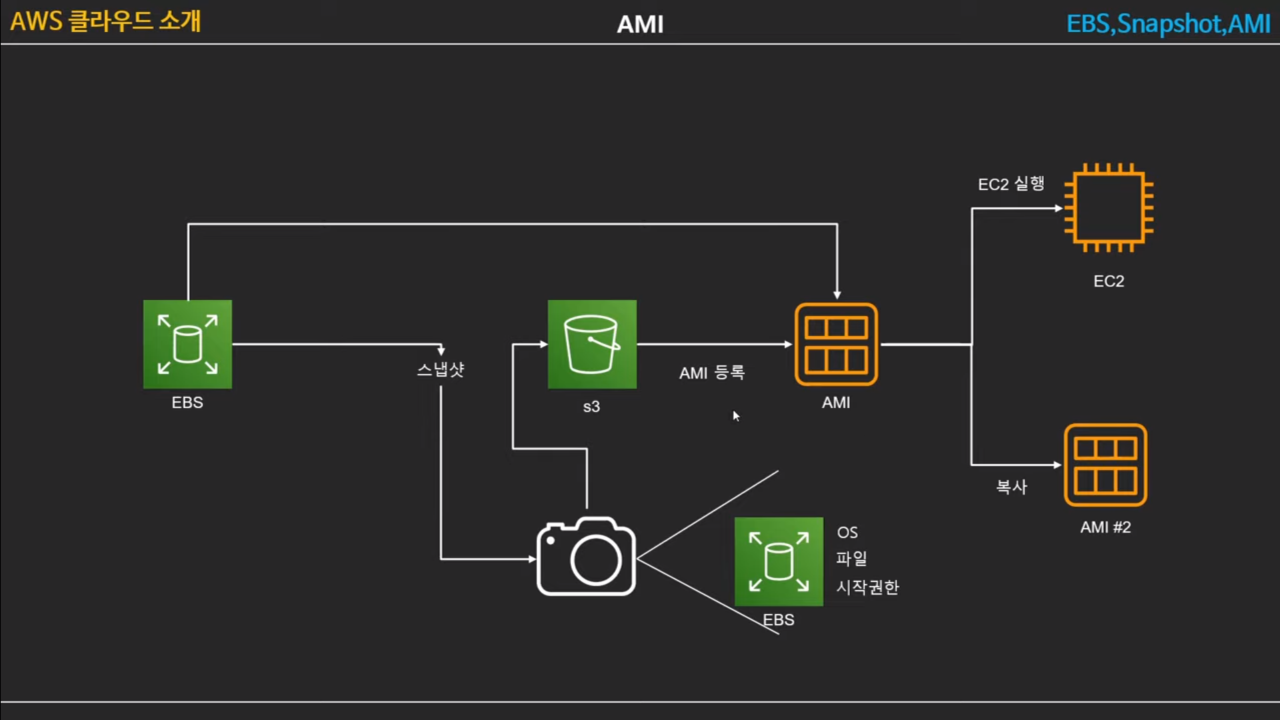 AWS 클라우드 소개
AMI
EBS,Snapshot,AMI
EC2 실행
EC2
스냅샷
EBS
s3
AMI 등록
AMI
복사
AMI #2
OS
파일
시작권한
EBS